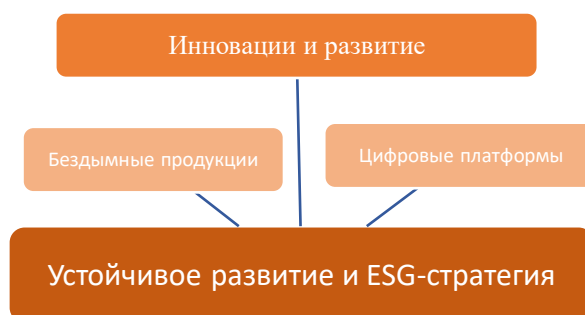 Инновации и развитие
Бездымные продукции
Цифровые платформы
Устойчивое развитие и ESG-стратегия